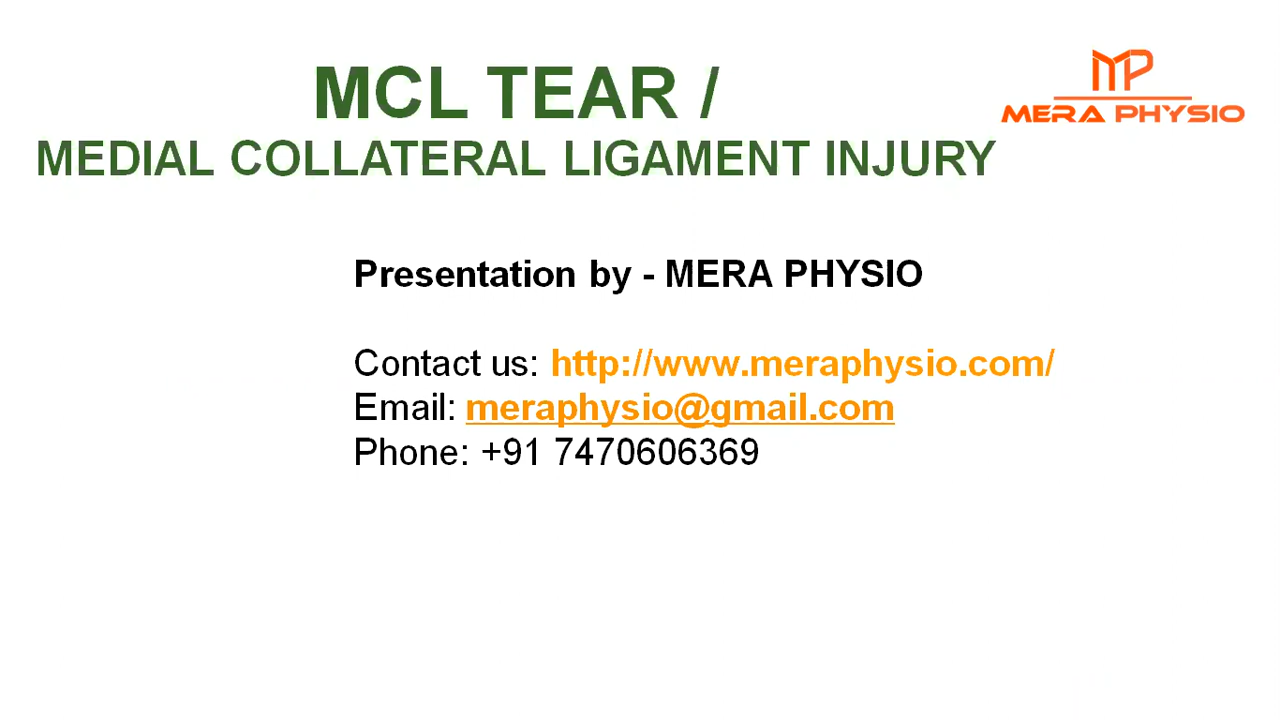 MCL TEAR /
MEDIAL COLLATERAL LIGAMENT INJURY
MP
MERA PHYSIO
Presentation by - MERA PHYSIO
Contact us: http://www.meraphysio.com/
Email: meraphysio@gmail.com
Phone: +91 7470606369